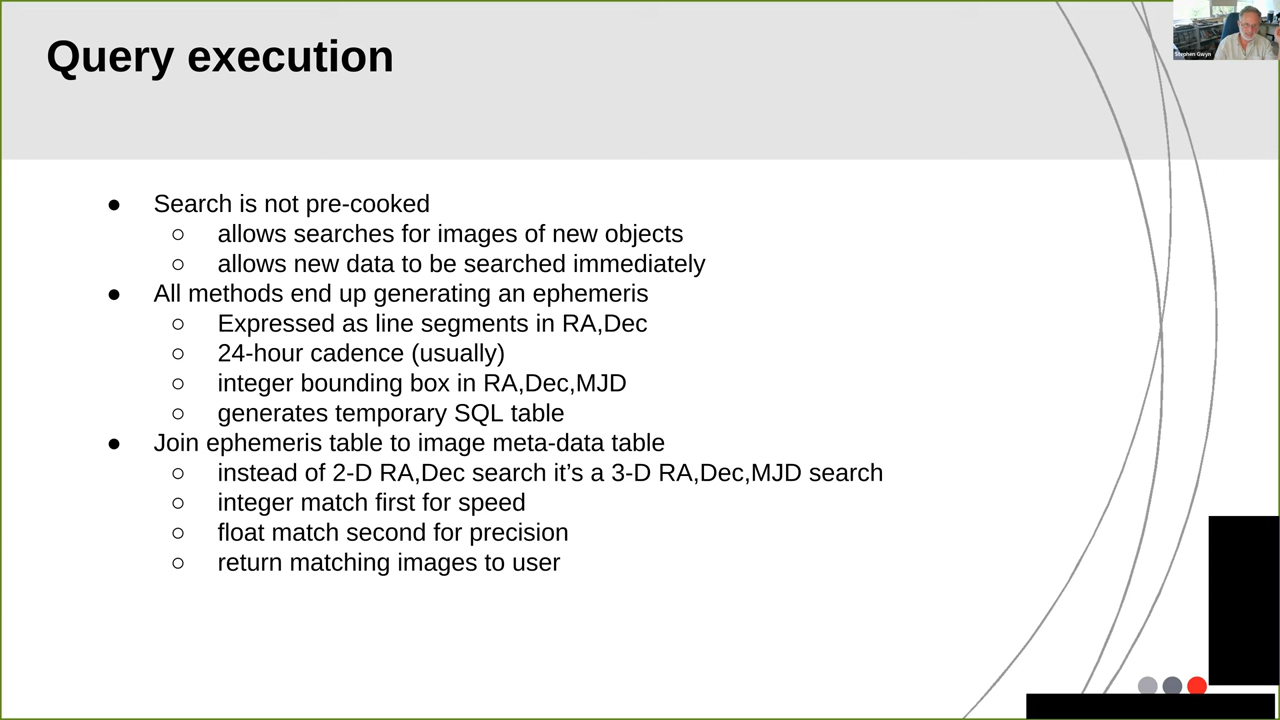 Query execution
Stephen Gwyn
● Search is not pre-cooked
○ allows searches for images of new objects
○ allows new data to be searched immediately
● All methods end up generating an ephemeris
○ Expressed as line segments in RA,Dec
○ 24-hour cadence (usually)
○ integer bounding box in RA,Dec,MJD
○ generates temporary SQL table
● Join ephemeris table to image meta-data table
○ instead of 2-D RA,Dec search it’s a 3-D RA,Dec,MJD search
○ integer match first for speed
○ float match second for precision
○ return matching images to user